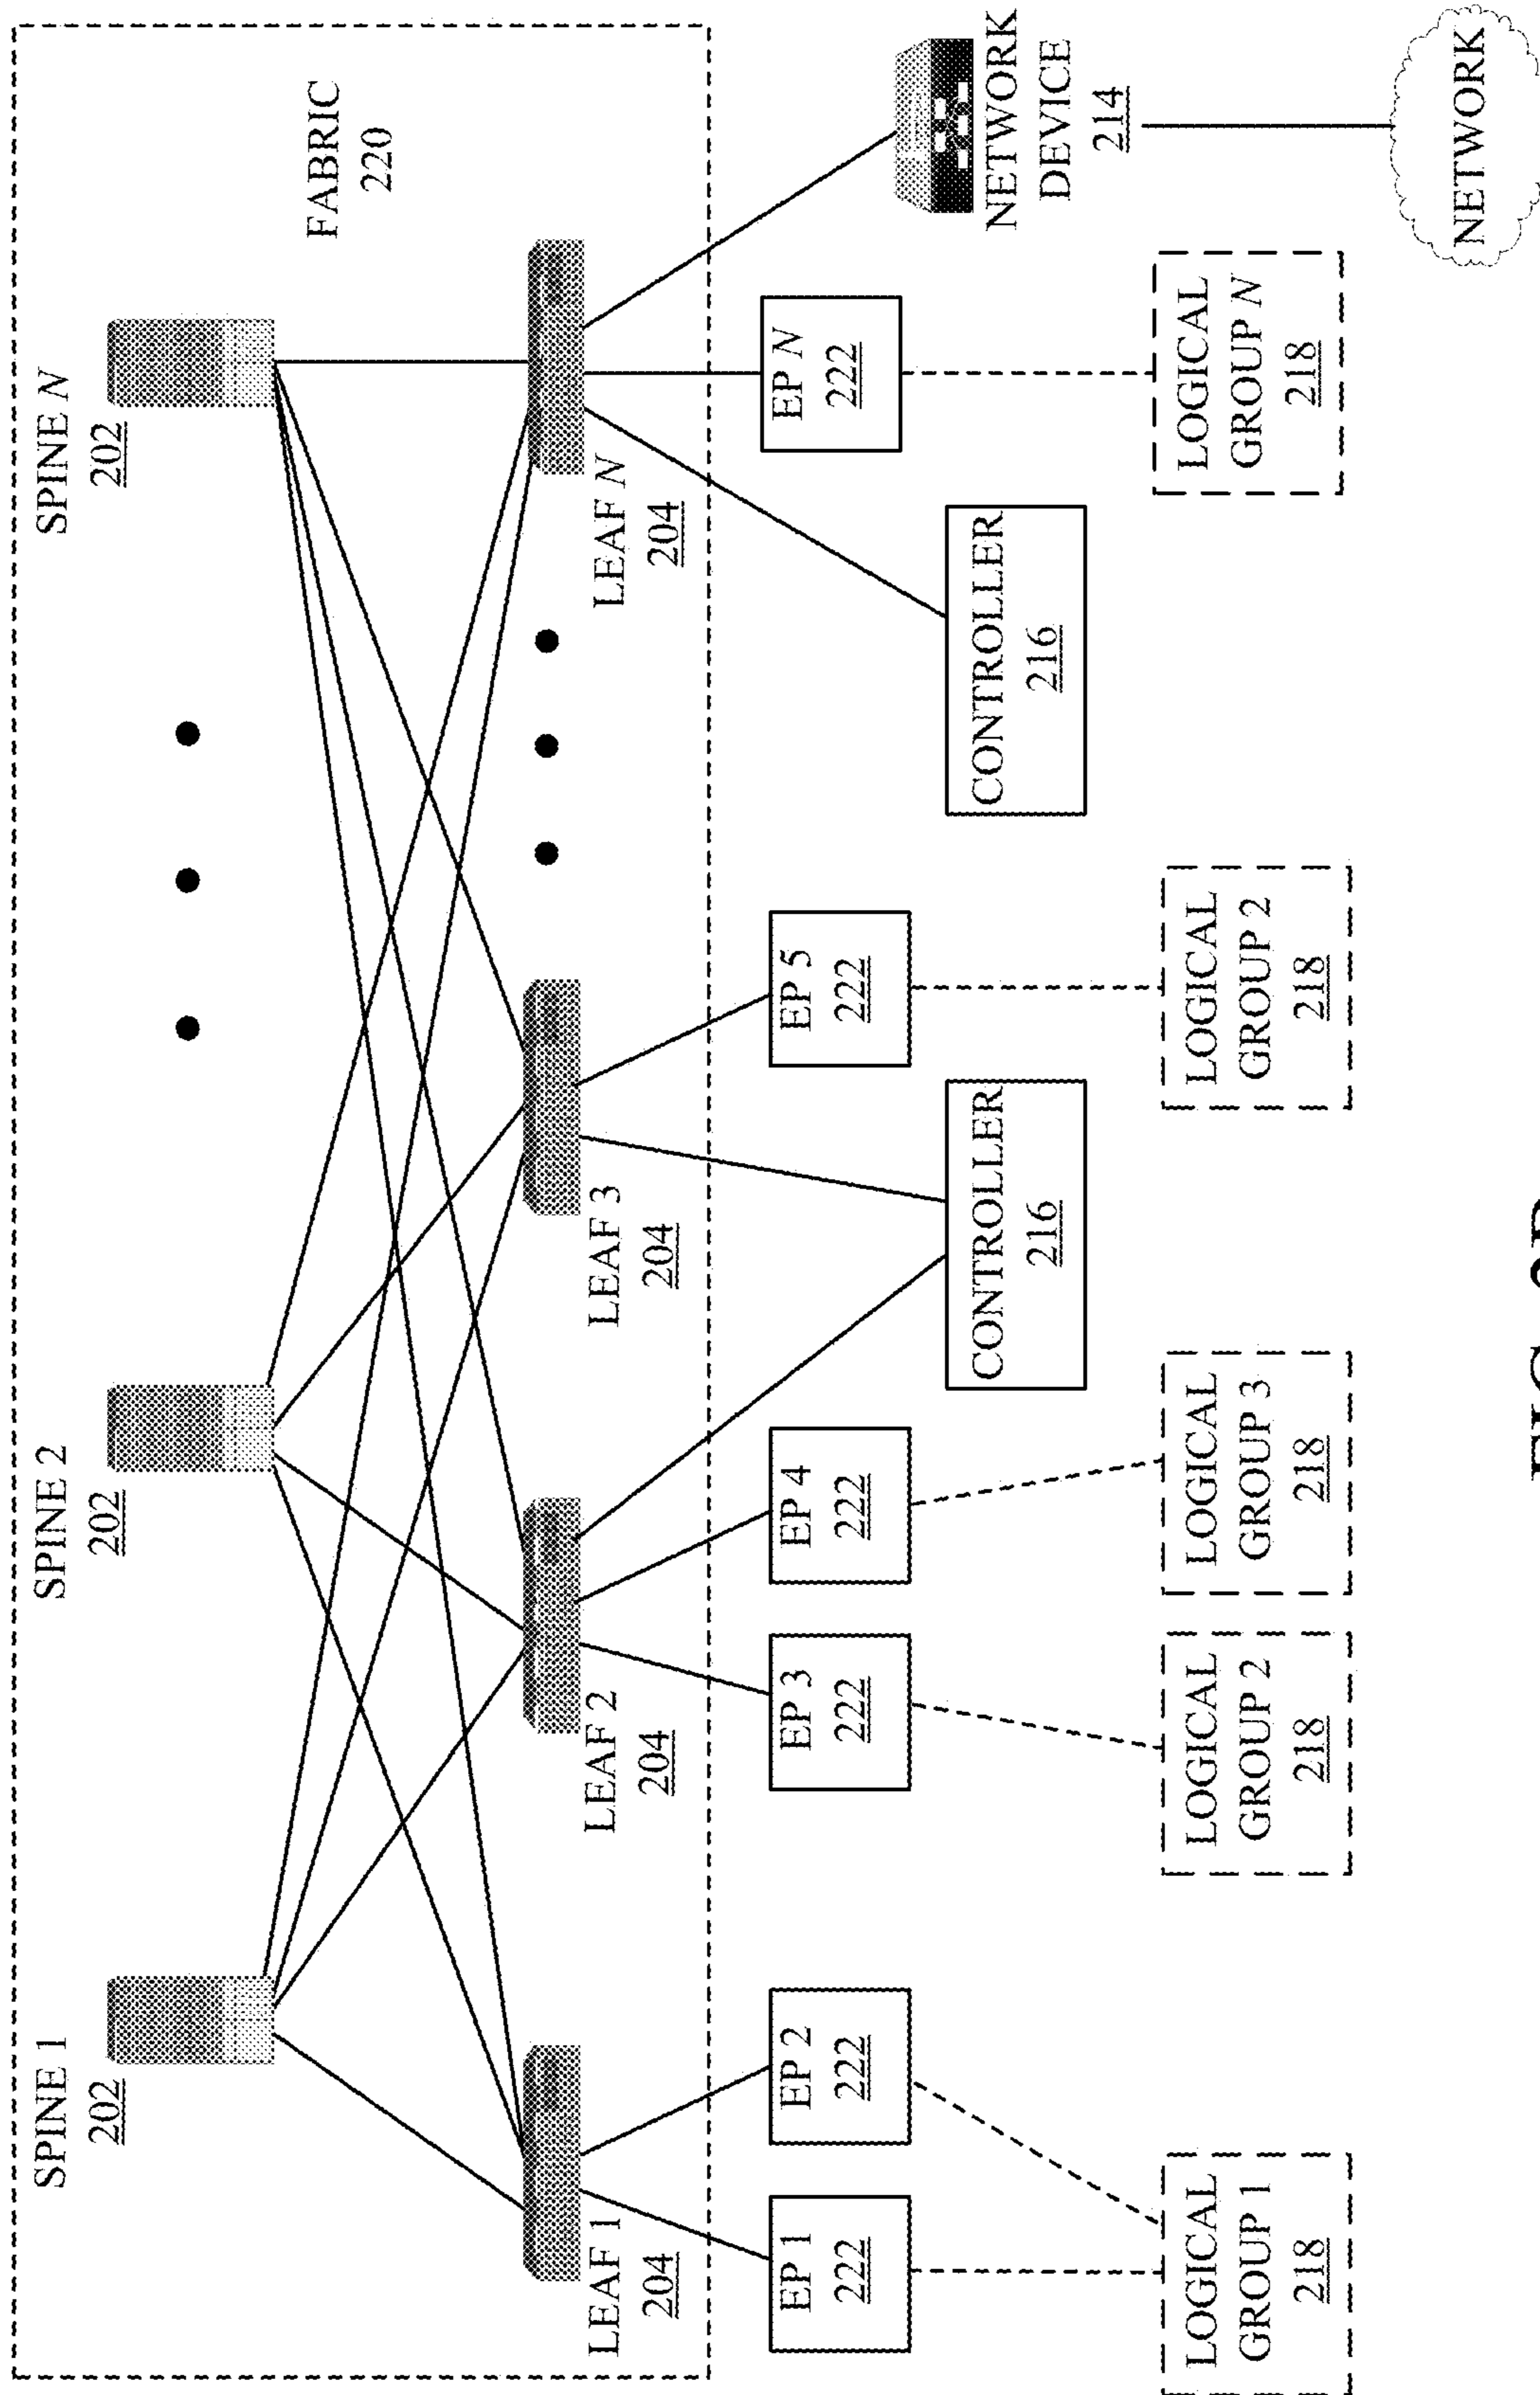 SPINE 1
202
SPINE 2
202
SPINE N
202
FABRIC
220
LEAF 1
204
LEAF 2
204
LEAF 3
204
LEAF N
204
EP 1
222
EP 2
222
EP 3
222
EP 4
222
EP 5
222
EP N
222
CONTROLLER
216
CONTROLLER
216
NETWORK
DEVICE
214
LOGICAL
GROUP 1
218
LOGICAL
GROUP 2
218
LOGICAL
GROUP 3
218
LOGICAL
GROUP 2
218
LOGICAL
GROUP N
218
NETWORK